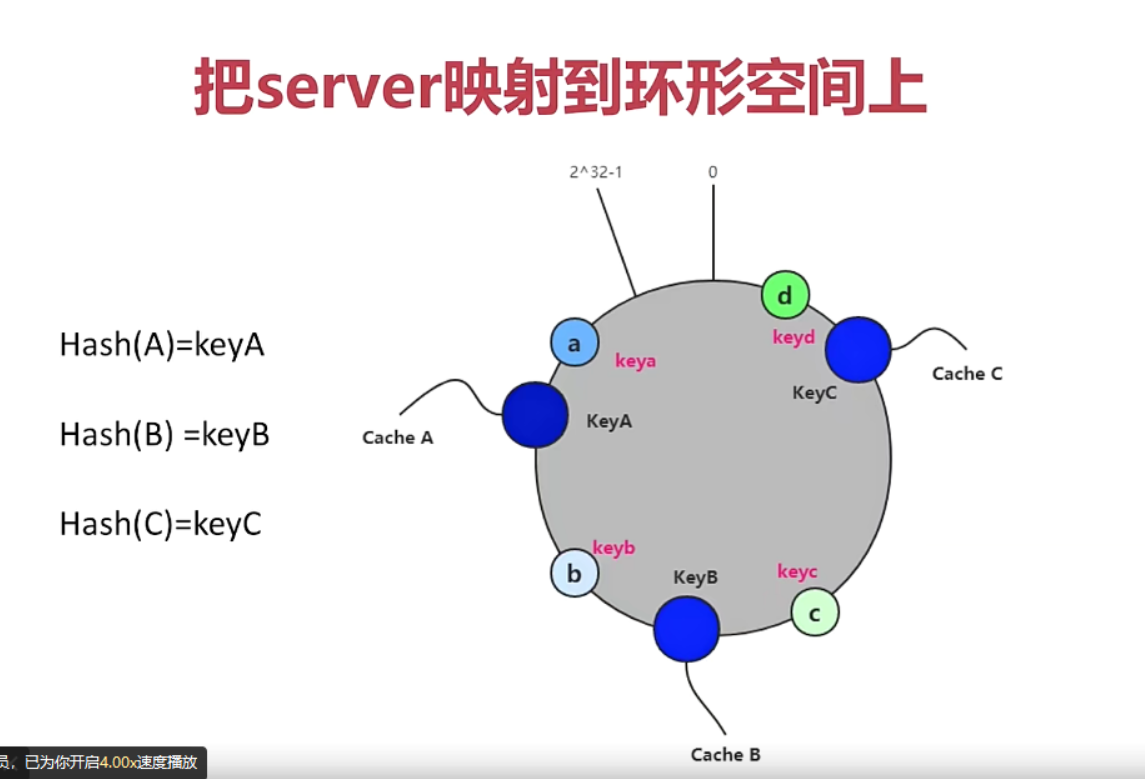 把server映射到环形空间上
2^32-1
0
d
a
keyd
Hash(A)=keyA
keya
Cache C
KeyC
KeyA
Cache A
Hash(B) =keyB
Hash(C)=keyC
keyb
b
KeyB
keyc
c
Cache B
员，已为你开启4.00x速度播放